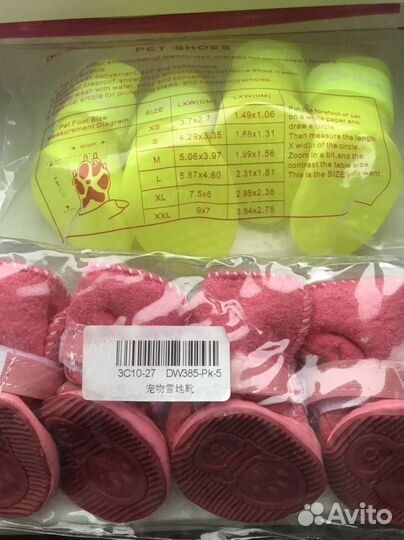 PET SHOES
Pet Foot Size
Measurement Diagram
Width
SIZE LXW(CM) LXW(IIM)
XS 3.7x2.7 1.49x1.06
S 4.29x3.35 1.68x1.31
M 5.06x3.97 1.99x1.56
L 5.87x4.60 2.31x1.81
XL 7.5x6 2.95x2.36
XXL 9x7 3.54x2.75
Put the forefoot of pet
on a white paper and
draw a circle.
Then measure the length
X width of the circle.
Zoom in a bit.and the
contrast the table size
This is the SIZE you want.
3C10-27 DW385-Pk-5
宠物雪地靴
Avito